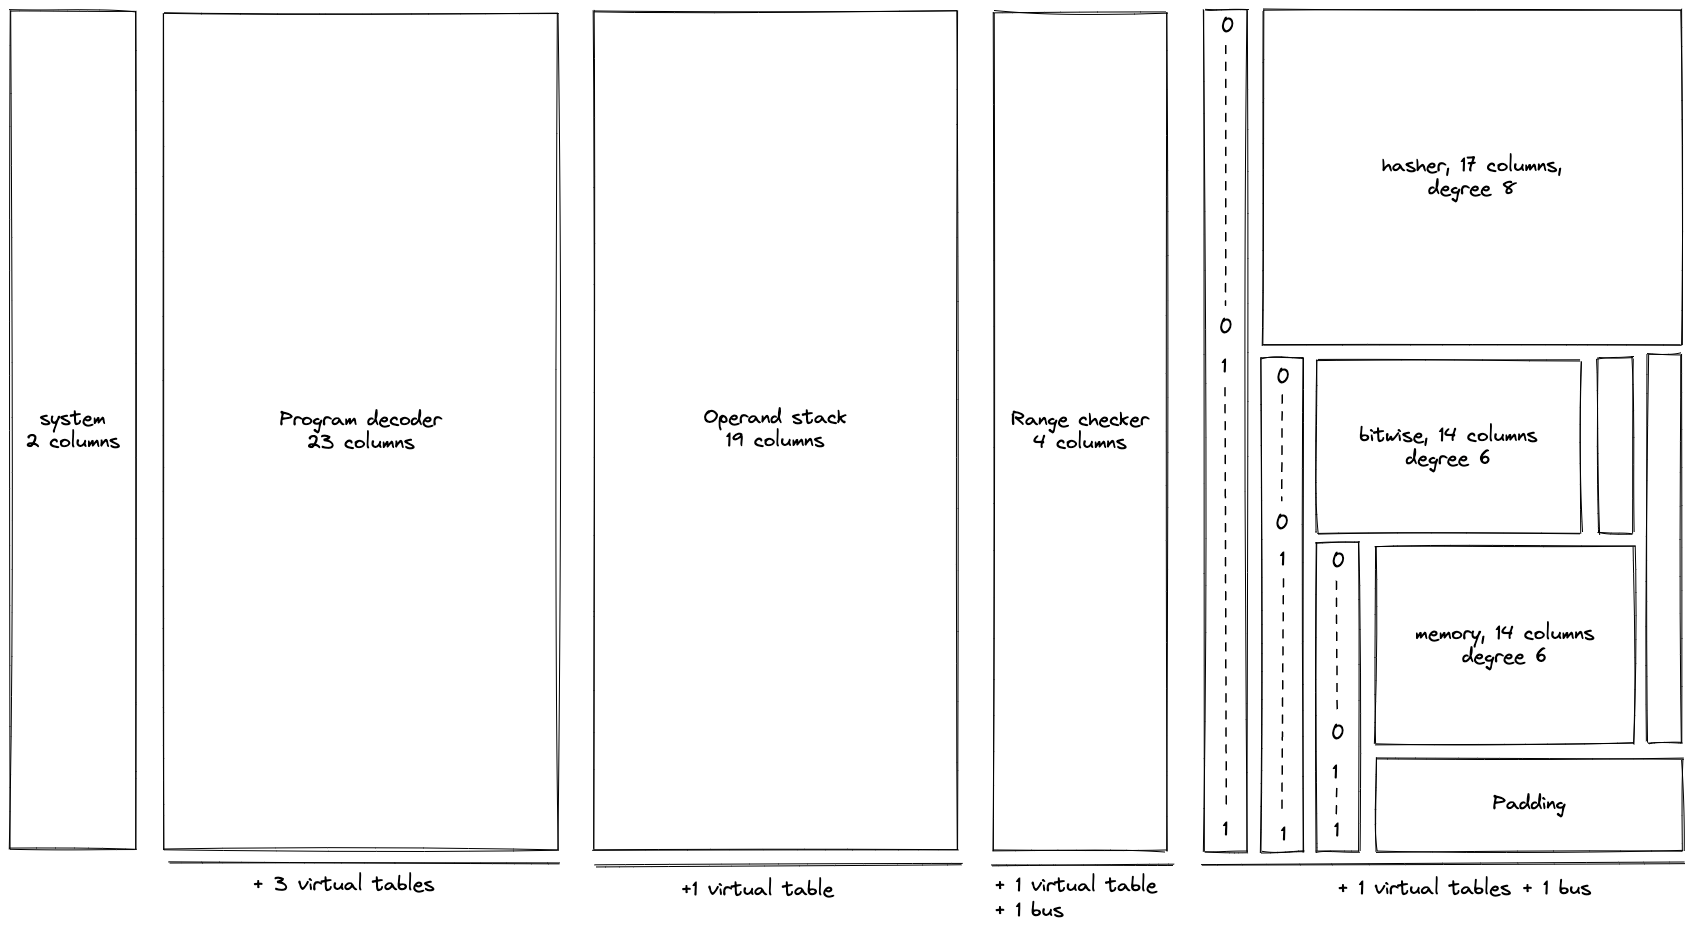 system
2 columns
+ 3 virtual tables
Program decoder
23 columns
Operand stack
19 columns
+1 virtual table
Range checker
4 columns
+ 1 virtual table
+ 1 bus
0
0
1
1
hasher, 17 columns,
degree 8
0
0
1
1
bitwise, 14 columns
degree 6
0
0
1
1
memory, 14 columns
degree 6
Padding
+ 1 virtual tables + 1 bus